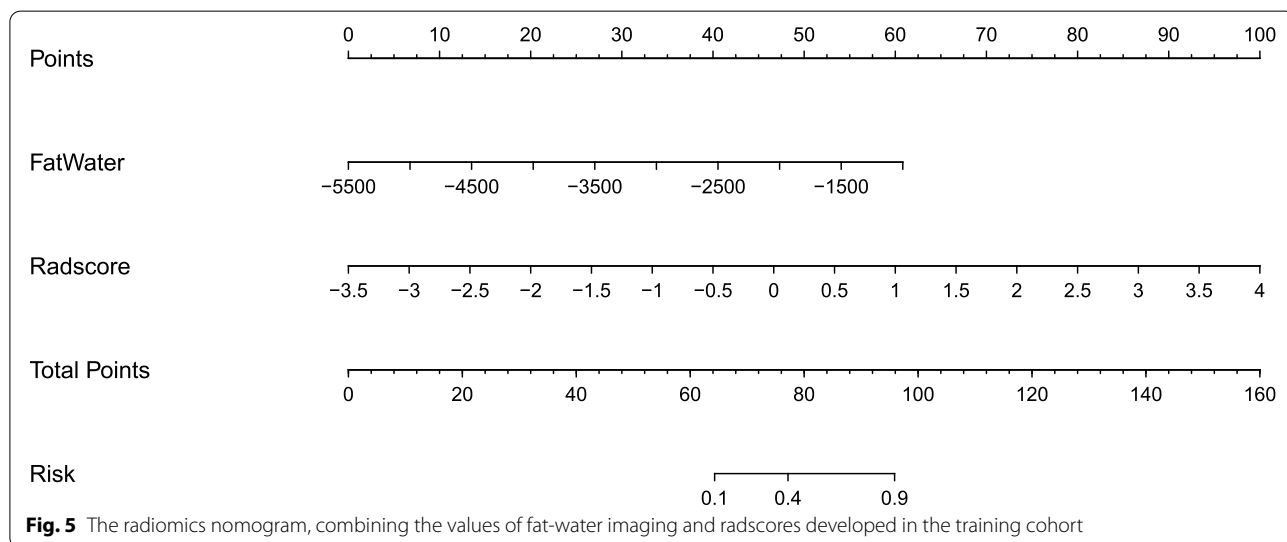 0 10 20 30 40 50 60 70 80 90 100
Points
FatWater
−5500 −4500 −3500 −2500 −1500
Radscore
−3.5 −3 −2.5 −2 −1.5 −1 −0.5 0 0.5 1 1.5 2 2.5 3 3.5 4
Total Points
0 20 40 60 80 100 120 140 160
Risk
0.1 0.4 0.9
Fig. 5 The radiomics nomogram, combining the values of fat-water imaging and radscores developed in the training cohort